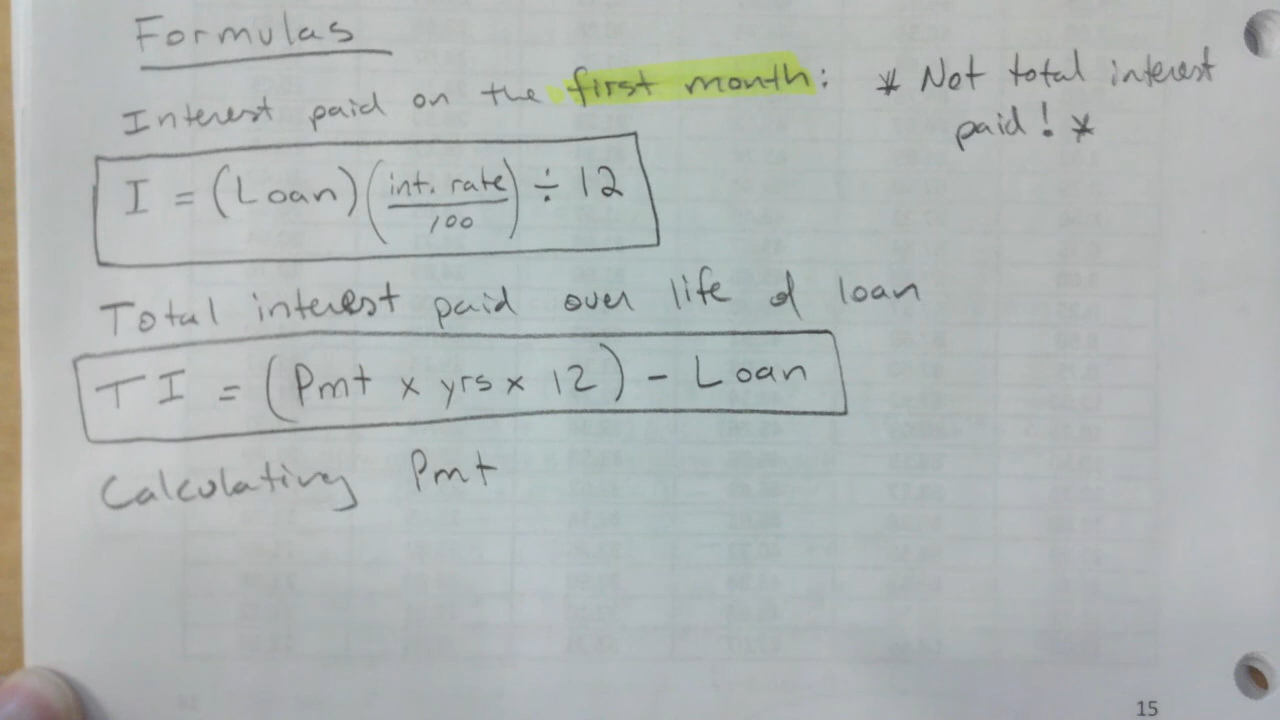 Formulas
Interest paid on the first month: * Not total interest
paid! *
I = (Loan)(int. rate/100) ÷ 12
Total interest paid over life of loan
TI = (Pmt x yrs x 12) - Loan
Calculating Pmt
15